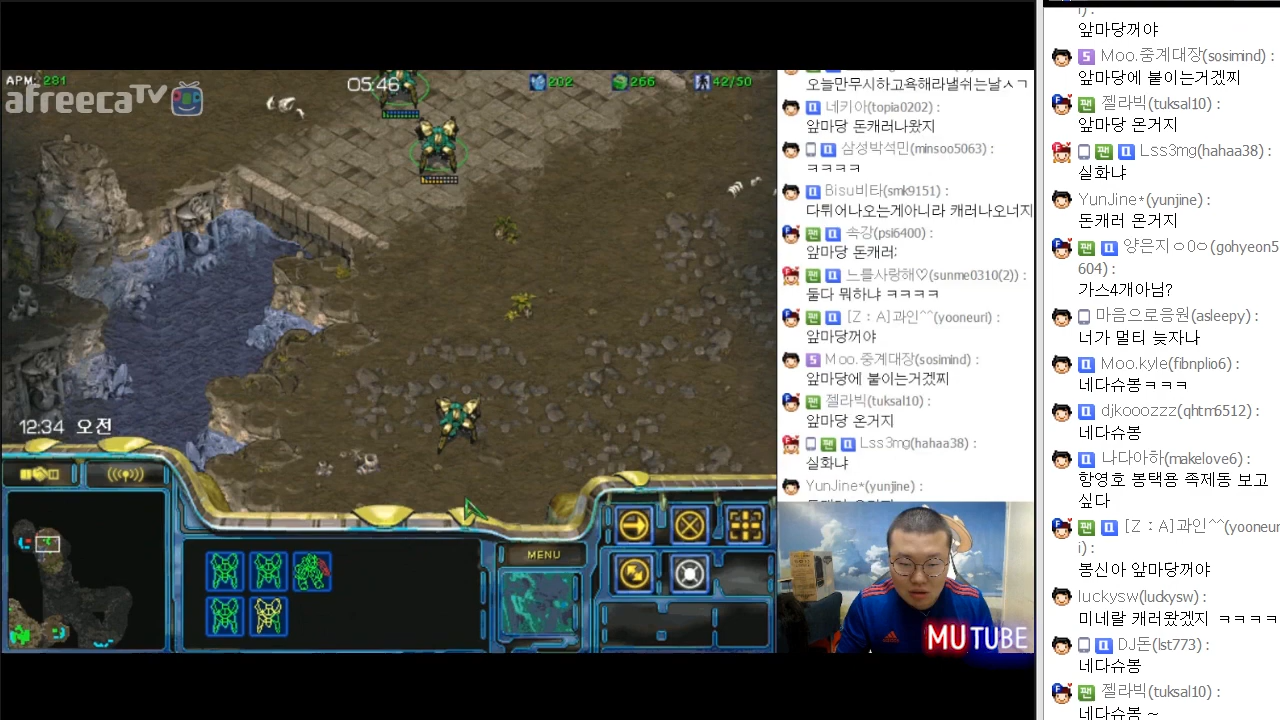 APM: 281
afreecaTV
05:46
202
266
42/50
12:34 오전
MENU
오늘만무시하고욕해라낼쉬는날ㅅㄱ
네키아(topia0202) :
앞마당 돈캐러나왔지
삼성박석민(minsoo5063) :
ㅋㅋㅋㅋ
Bisu비타(smk9151) :
다튀어나오는게아니라 캐러나오너지
속강(psi6400) :
앞마당 돈캐러:
느를사랑해♡(sunme0310(2)) :
둘다 뭐하냐 ㅋㅋㅋㅋ
[Z : A]과인^^(yooneuri) :
앞마당꺼야
Moo.중계대장(sosimind) :
앞마당에 붙이는거겠찌
젤라빅(tuksal10) :
앞마당 온거지
Lss3mg(hahaa38) :
실화냐
YunJine*(yunjine) :
MUTUBE
i) :
앞마당꺼야
Moo.중계대장(sosimind) :
앞마당에 붙이는거겠찌
젤라빅(tuksal10) :
앞마당 온거지
Lss3mg(hahaa38) :
실화냐
YunJine*(yunjine) :
돈캐러 온거지
양은지ㅇ0ㅇ(gohyeon5
604) :
가스4개아님?
마음으로응원(asleepy) :
너가 멀티 늦자나
Moo.kyle(fibnplio6) :
네다슈봉ㅋㅋㅋ
djkooozzz(qhtm6512) :
네다슈봉
나다아하(makelove6) :
항영호 봉택용 족제동 보고
싶다
[Z : A]과인^^(yooneur
i) :
봉신아 앞마당꺼야
luckysw(luckysw) :
미네랄 캐러왔겠지 ㅋㅋㅋㅋ
DJ돈(lst773) :
네다슈봉
젤라빅(tuksal10) :
네다슈봉 ~